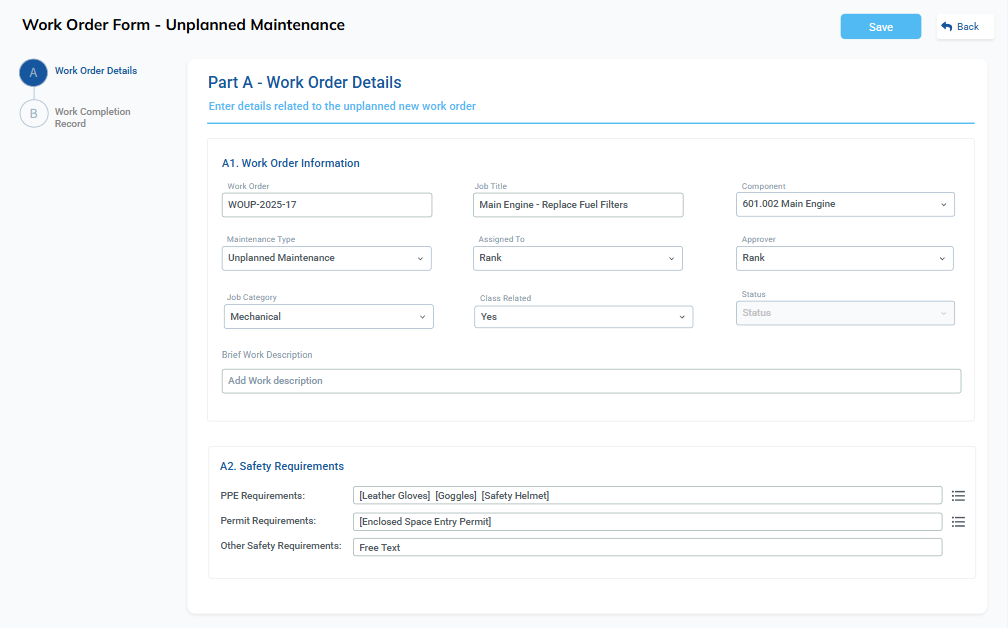 Work Order Form - Unplanned Maintenance
Save
Back
A
Work Order Details
B
Work Completion
Record
Part A - Work Order Details
Enter details related to the unplanned new work order
A1. Work Order Information
Work Order
Job Title
Component
WOUP-2025-17
Main Engine - Replace Fuel Filters
601.002 Main Engine
Maintenance Type
Assigned To
Approver
Unplanned Maintenance
Rank
Rank
Job Category
Class Related
Status
Mechanical
Yes
Status
Brief Work Description
Add Work description
A2. Safety Requirements
PPE Requirements:
[Leather Gloves] [Goggles] [Safety Helmet]
Permit Requirements:
[Enclosed Space Entry Permit]
Other Safety Requirements:
Free Text